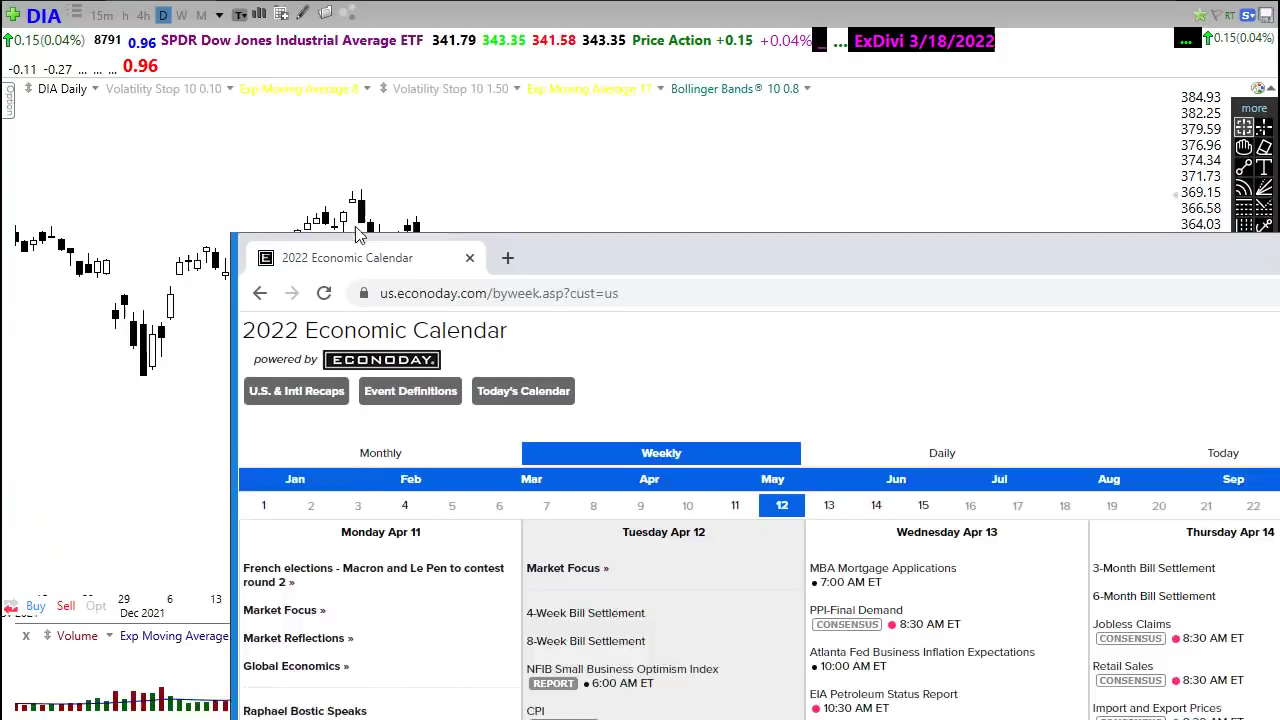 DIA 15m h 4h D W M T RT S
0.15(0.04%) 8791 0.96 SPDR Dow Jones Industrial Average ETF 341.79 343.35 341.58 343.35 Price Action +0.15 +0.04% _ ... ExDivi 3/18/2022 ... 0.15(0.04%)
-0.11 -0.27 ... ... ... 0.96
Option DIA Daily Volatility Stop 10 0.10 Exp Moving Average 8 Volatility Stop 10 1.50 Exp Moving Average 17 Bollinger Bands® 10 0.8
384.93
more
382.25
379.59
376.96
374.34
371.73
369.15
366.58
364.03
2022 Economic Calendar
us.econoday.com/byweek.asp?cust=us
2022 Economic Calendar
powered by ECONODAY.
U.S. & Intl Recaps Event Definitions Today's Calendar
Monthly Weekly Daily Today
Jan Feb Mar Apr May Jun Jul Aug Sep
1 2 3 4 5 6 7 8 9 10 11 12 13 14 15 16 17 18 19 20 21 22
Monday Apr 11
French elections - Macron and Le Pen to contest
round 2 »
Market Focus »
Market Reflections »
Global Economics »
Raphael Bostic Speaks
Tuesday Apr 12
Market Focus »
4-Week Bill Settlement
8-Week Bill Settlement
NFIB Small Business Optimism Index
REPORT 6:00 AM ET
CPI
Wednesday Apr 13
MBA Mortgage Applications
7:00 AM ET
PPI-Final Demand
CONSENSUS 8:30 AM ET
Atlanta Fed Business Inflation Expectations
10:00 AM ET
EIA Petroleum Status Report
10:30 AM ET
Thursday Apr 14
3-Month Bill Settlement
6-Month Bill Settlement
Jobless Claims
CONSENSUS 8:30 AM ET
Retail Sales
CONSENSUS 8:30 AM ET
Import and Export Prices
29 6 13
Buy Sell Opt Dec 2021
x Volume Exp Moving Average